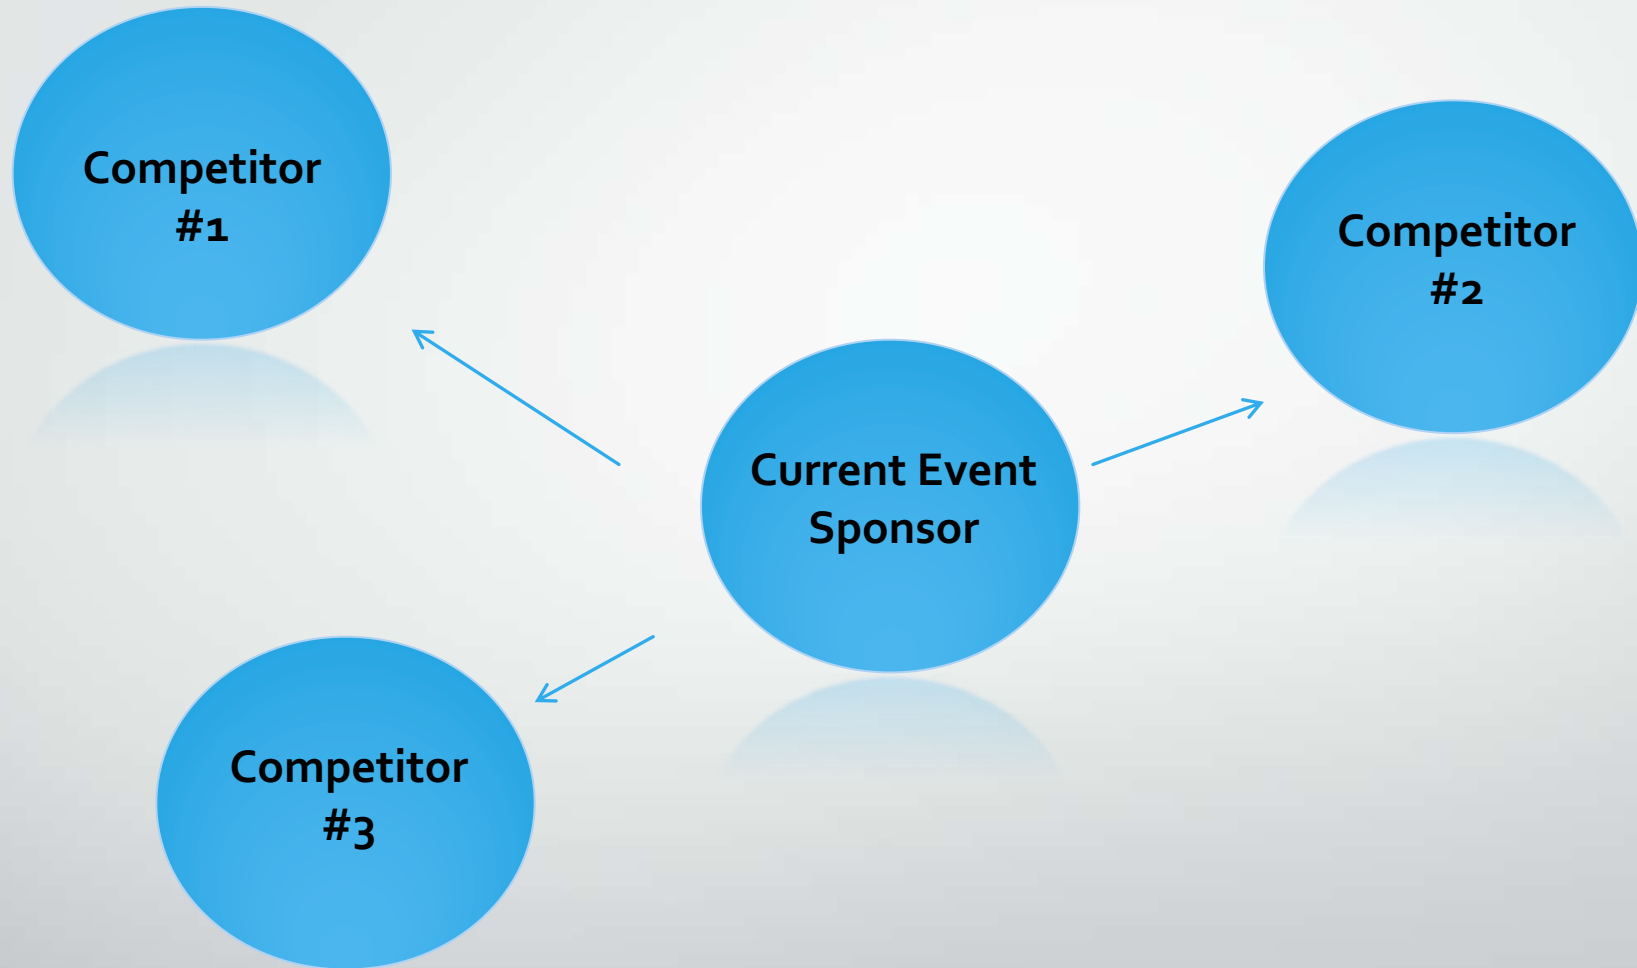 Competitor
#1
Competitor
#2
Current Event
Sponsor
Competitor
#3